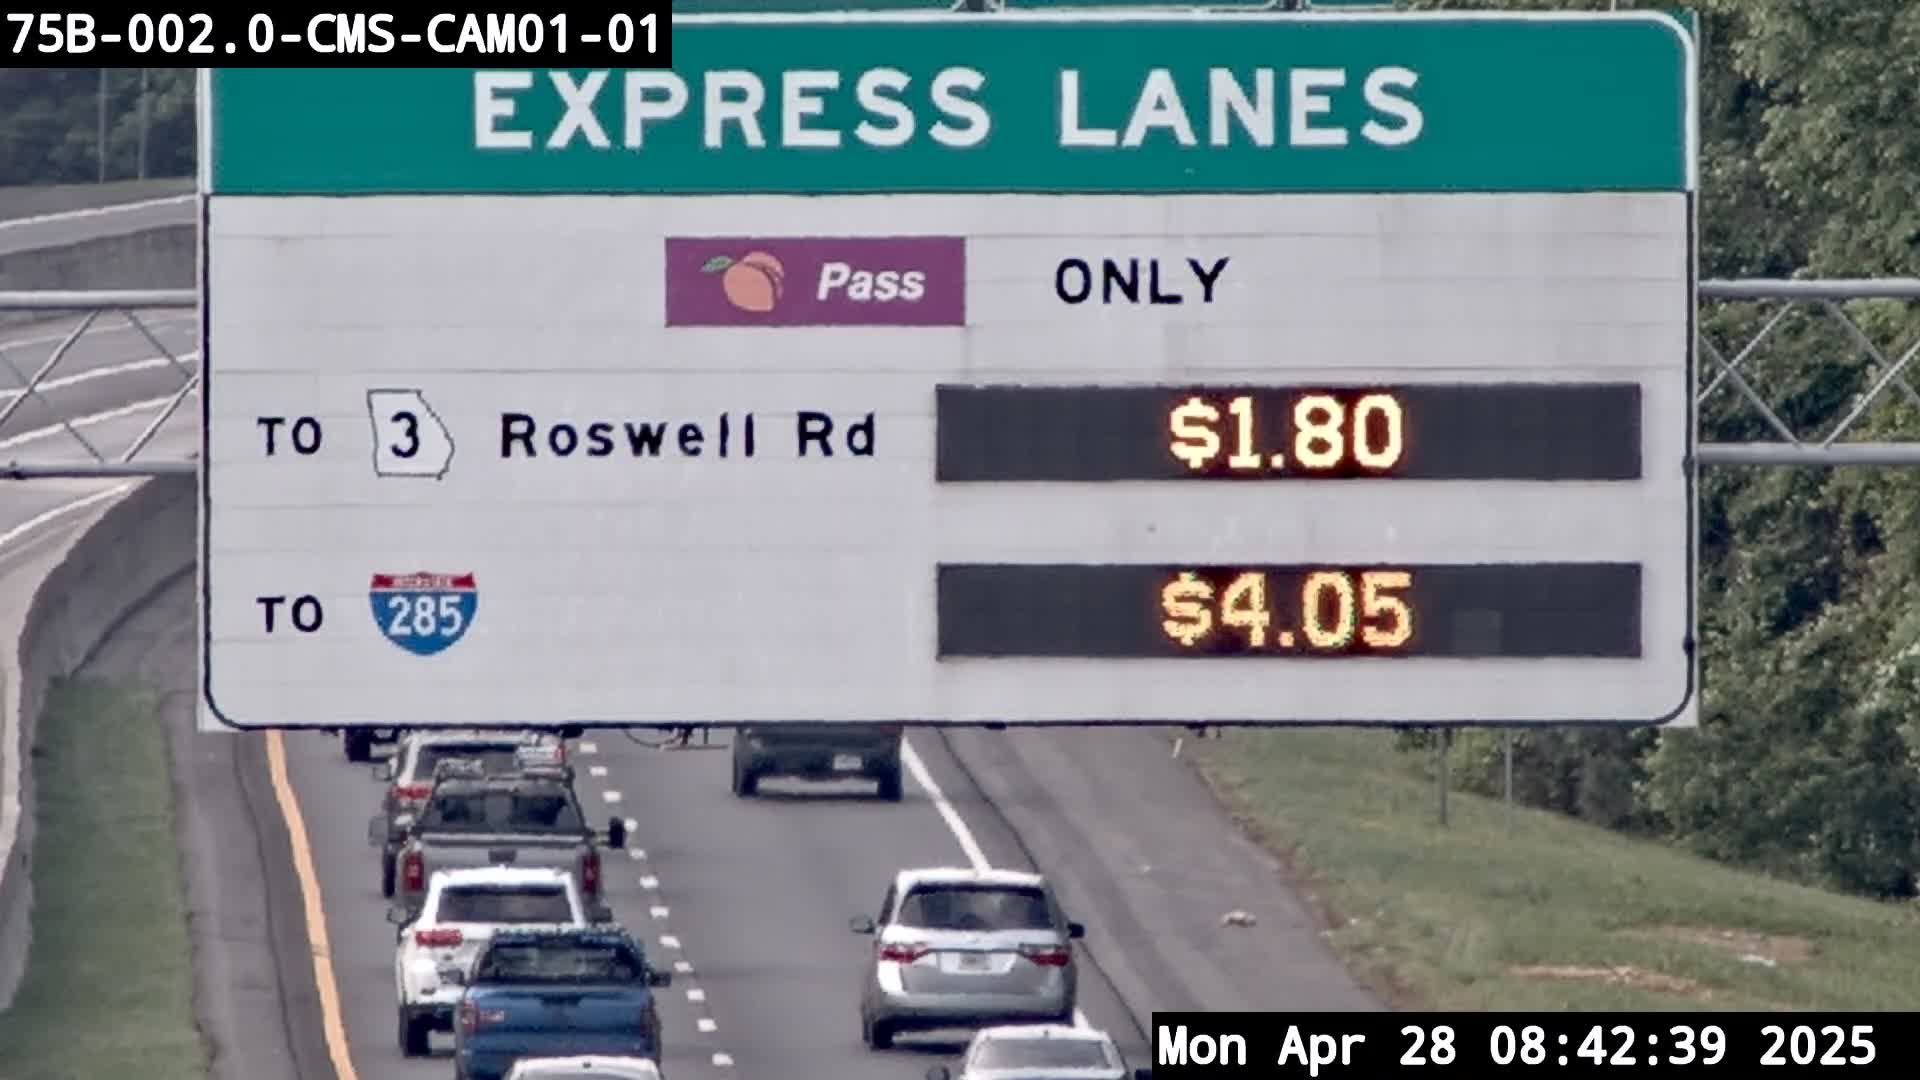 75B-002.0-CMS-CAM01-01
EXPRESS LANES
Pass ONLY
TO 3 Roswell Rd $1.80
TO 285 $4.05
Mon Apr 28 08:42:39 2025